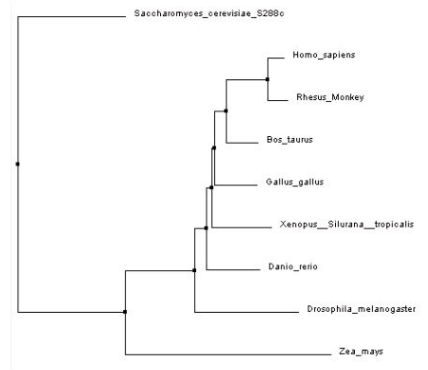 Saccharomyces_cerevisiae_S288c
Homo_sapiens
Rhesus_Monkey
Bos_taurus
Gallus_gallus
Xenopus__Silurana__tropicalis
Danio_rerio
Drosophila_melanogaster
Zea_mays